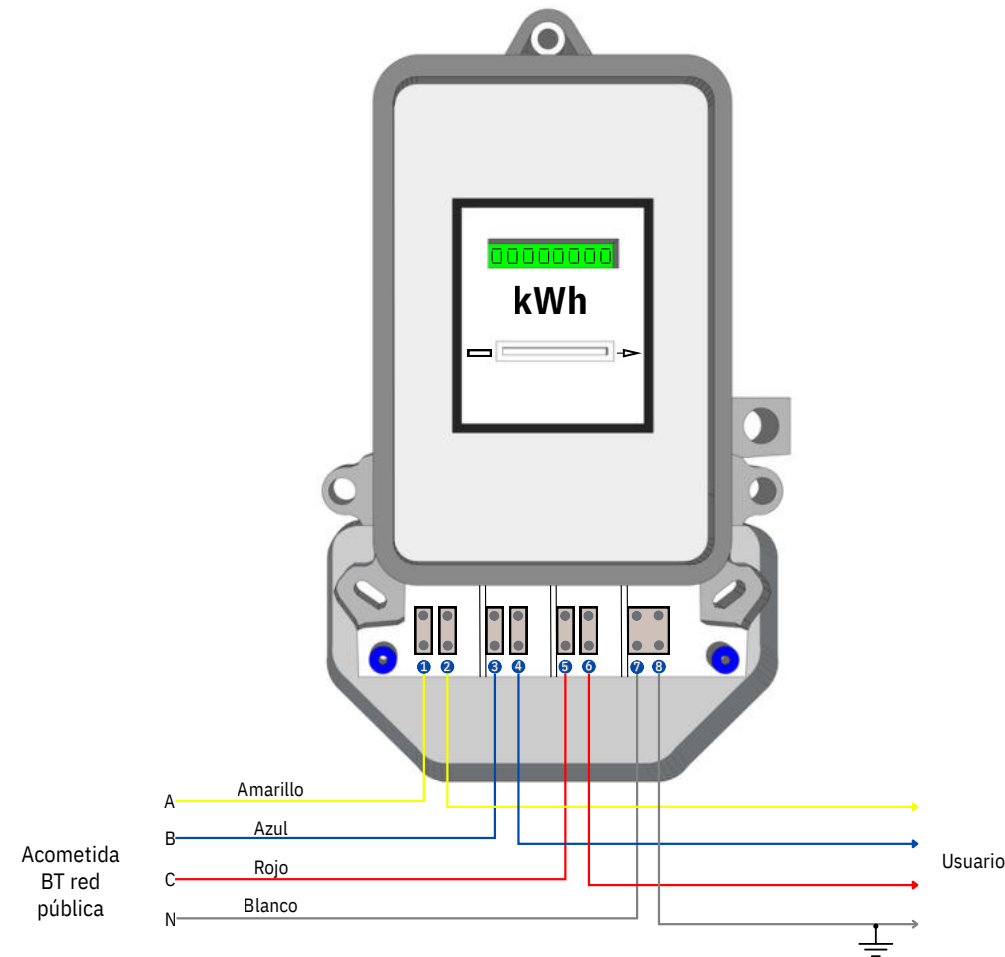 00000000
kWh
1 2 3 4 5 6 7 8
Amarillo
A
Azul
B
Acometida
BT red
pública
Rojo
C
Usuario
Blanco
N